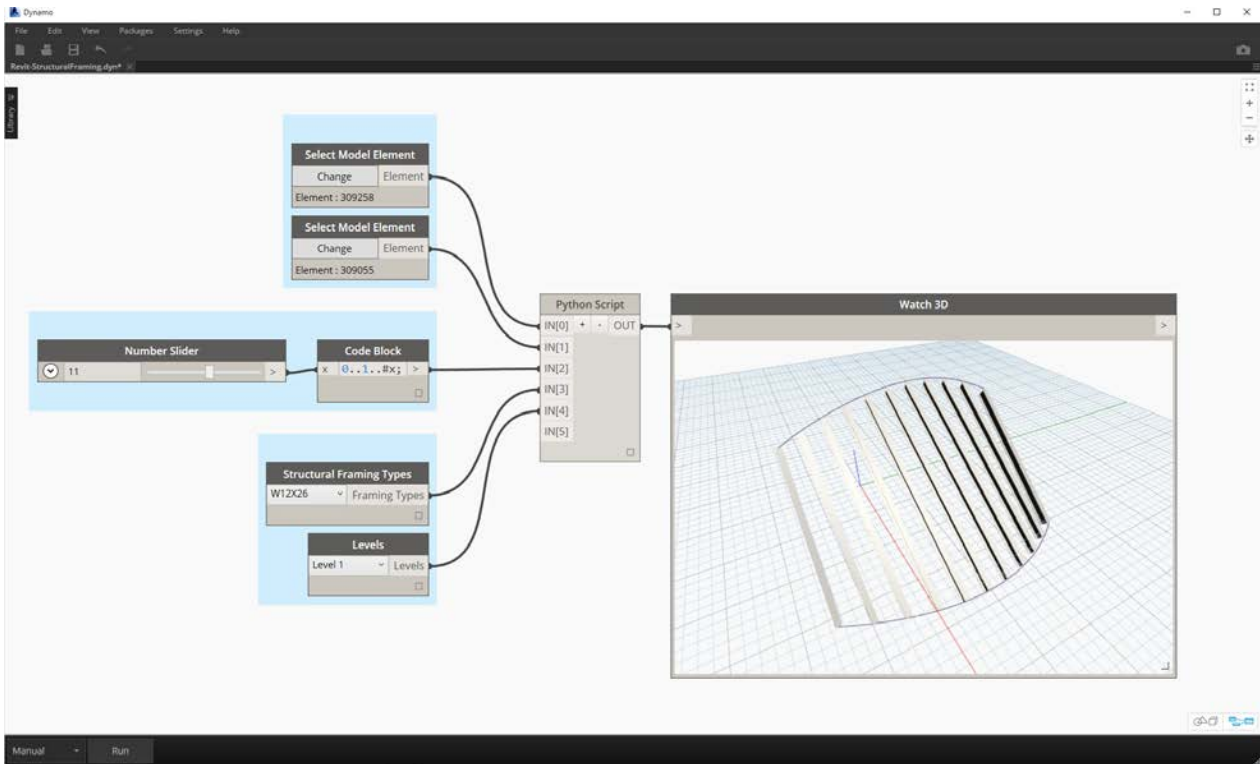 Dynamo
File Edit View Packages Settings Help
Revit-StructuralFraming.dyn*
Library
Select Model Element
Change Element
Element : 309258
Select Model Element
Change Element
Element : 309055
Number Slider
11 >
Code Block
x 0..1..#x; >
Structural Framing Types
W12X26 Framing Types
Levels
Level 1 Levels
Python Script
IN[0] + - OUT
IN[1]
IN[2]
IN[3]
IN[4]
IN[5]
Watch 3D
> >
Manual Run